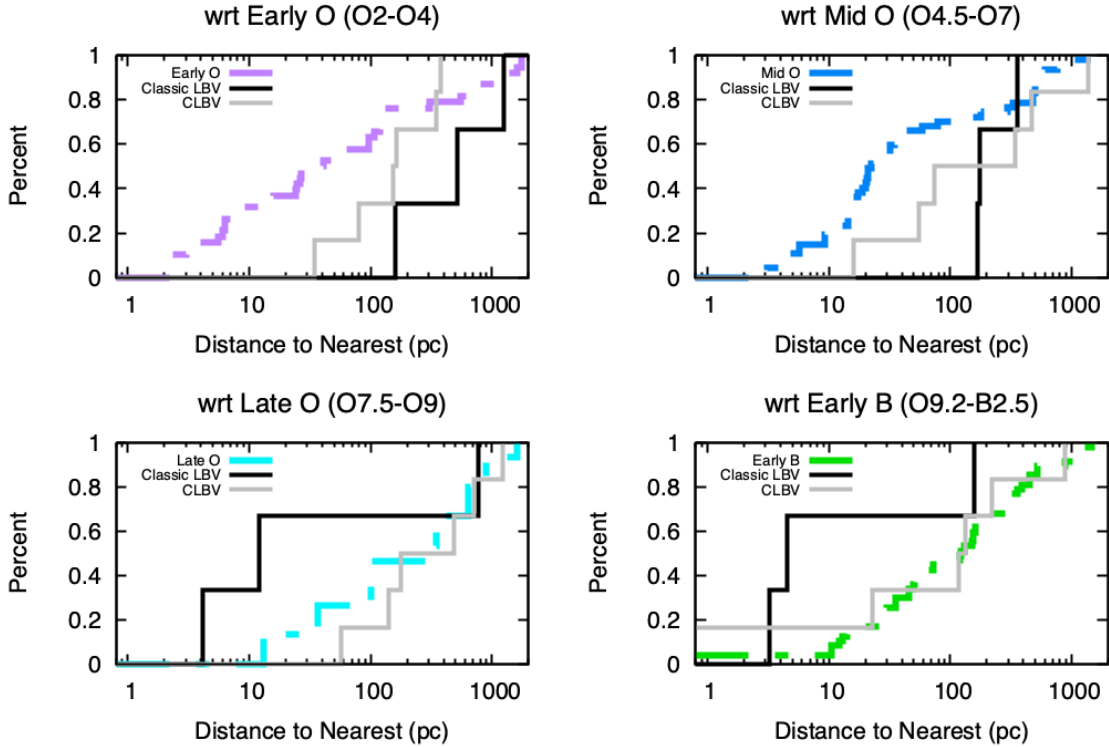 wrt Early O (O2-O4)
1
0.8
0.6
0.4
0.2
0
Percent
Early O
Classic LBV
CLBV
1 10 100 1000
Distance to Nearest (pc)
wrt Mid O (O4.5-O7)
1
0.8
0.6
0.4
0.2
0
Percent
Mid O
Classic LBV
CLBV
1 10 100 1000
Distance to Nearest (pc)
wrt Late O (O7.5-O9)
1
0.8
0.6
0.4
0.2
0
Percent
Late O
Classic LBV
CLBV
1 10 100 1000
Distance to Nearest (pc)
wrt Early B (O9.2-B2.5)
1
0.8
0.6
0.4
0.2
0
Percent
Early B
Classic LBV
CLBV
1 10 100 1000
Distance to Nearest (pc)